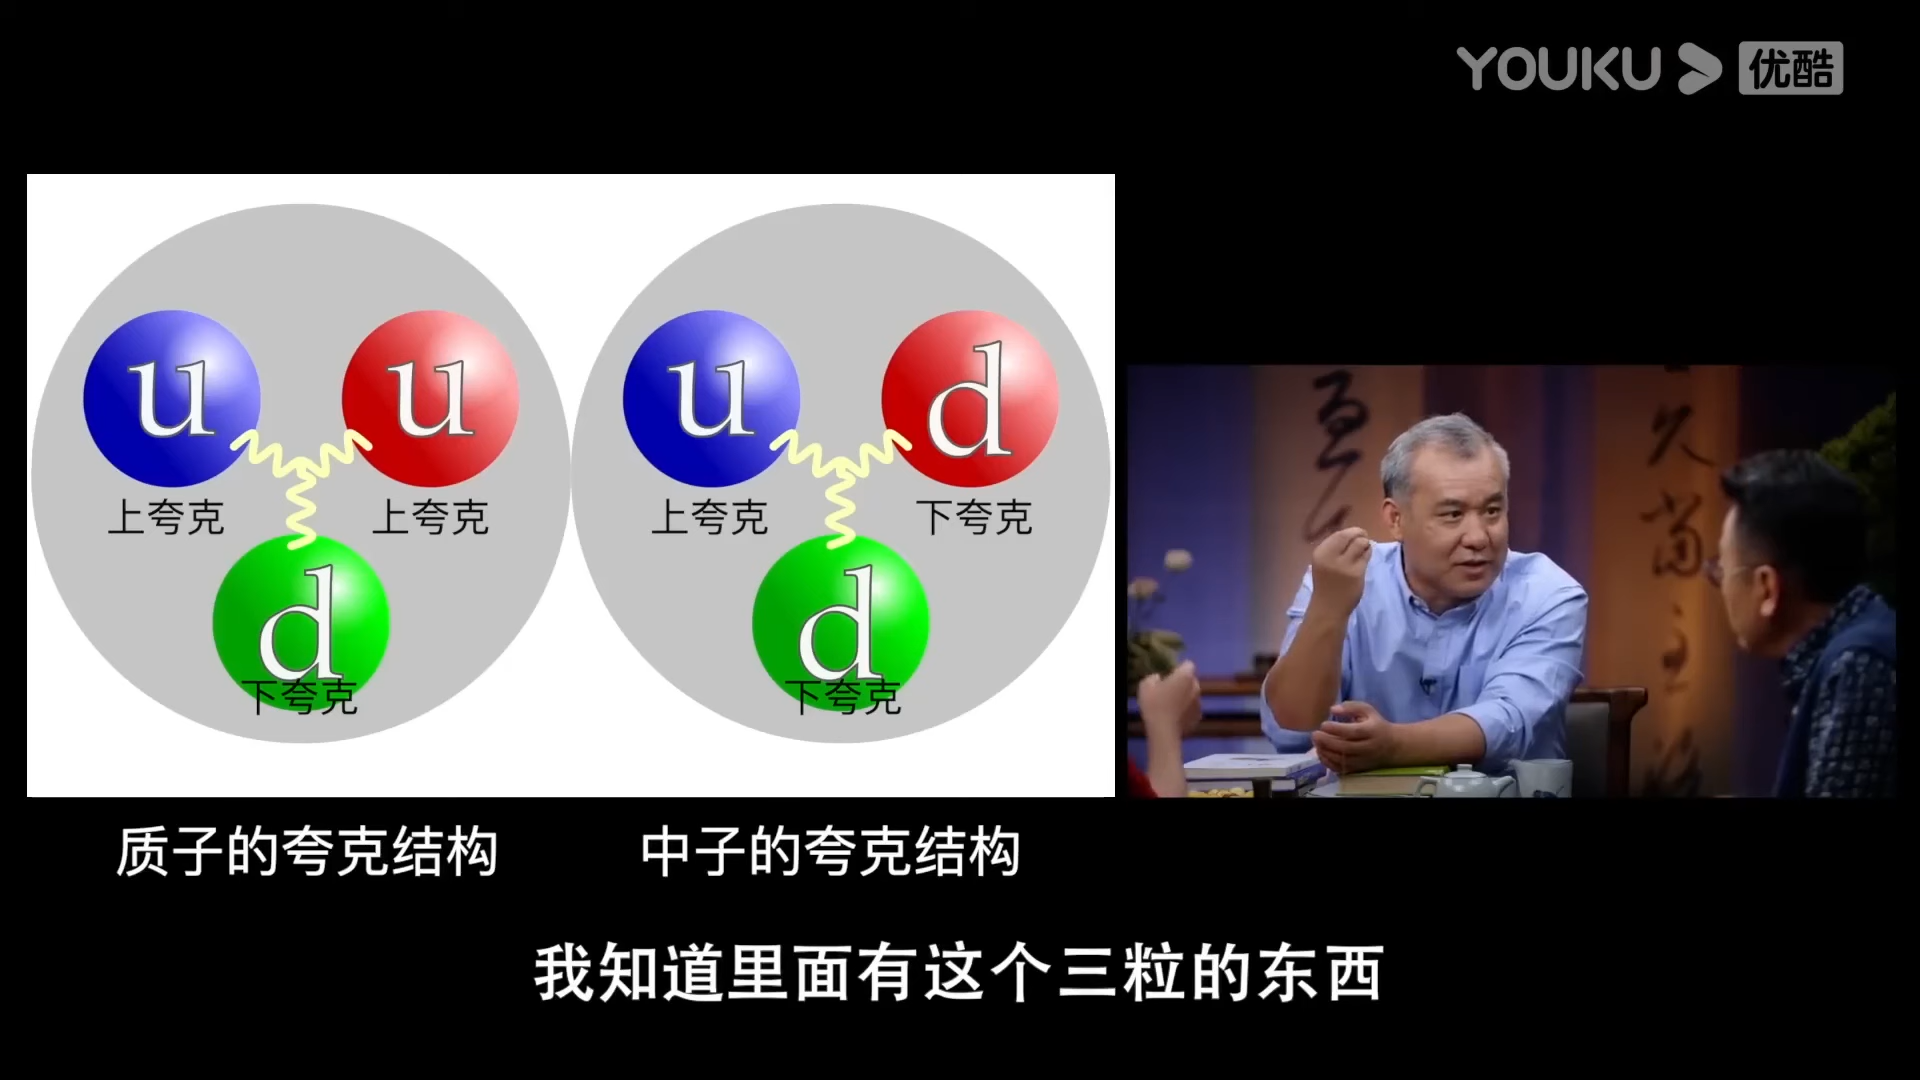 YOUKU 优酷
u u u d
上夸克 上夸克 上夸克 下夸克
d d
下夸克 下夸克
质子的夸克结构 中子的夸克结构
我知道里面有这个三粒的东西